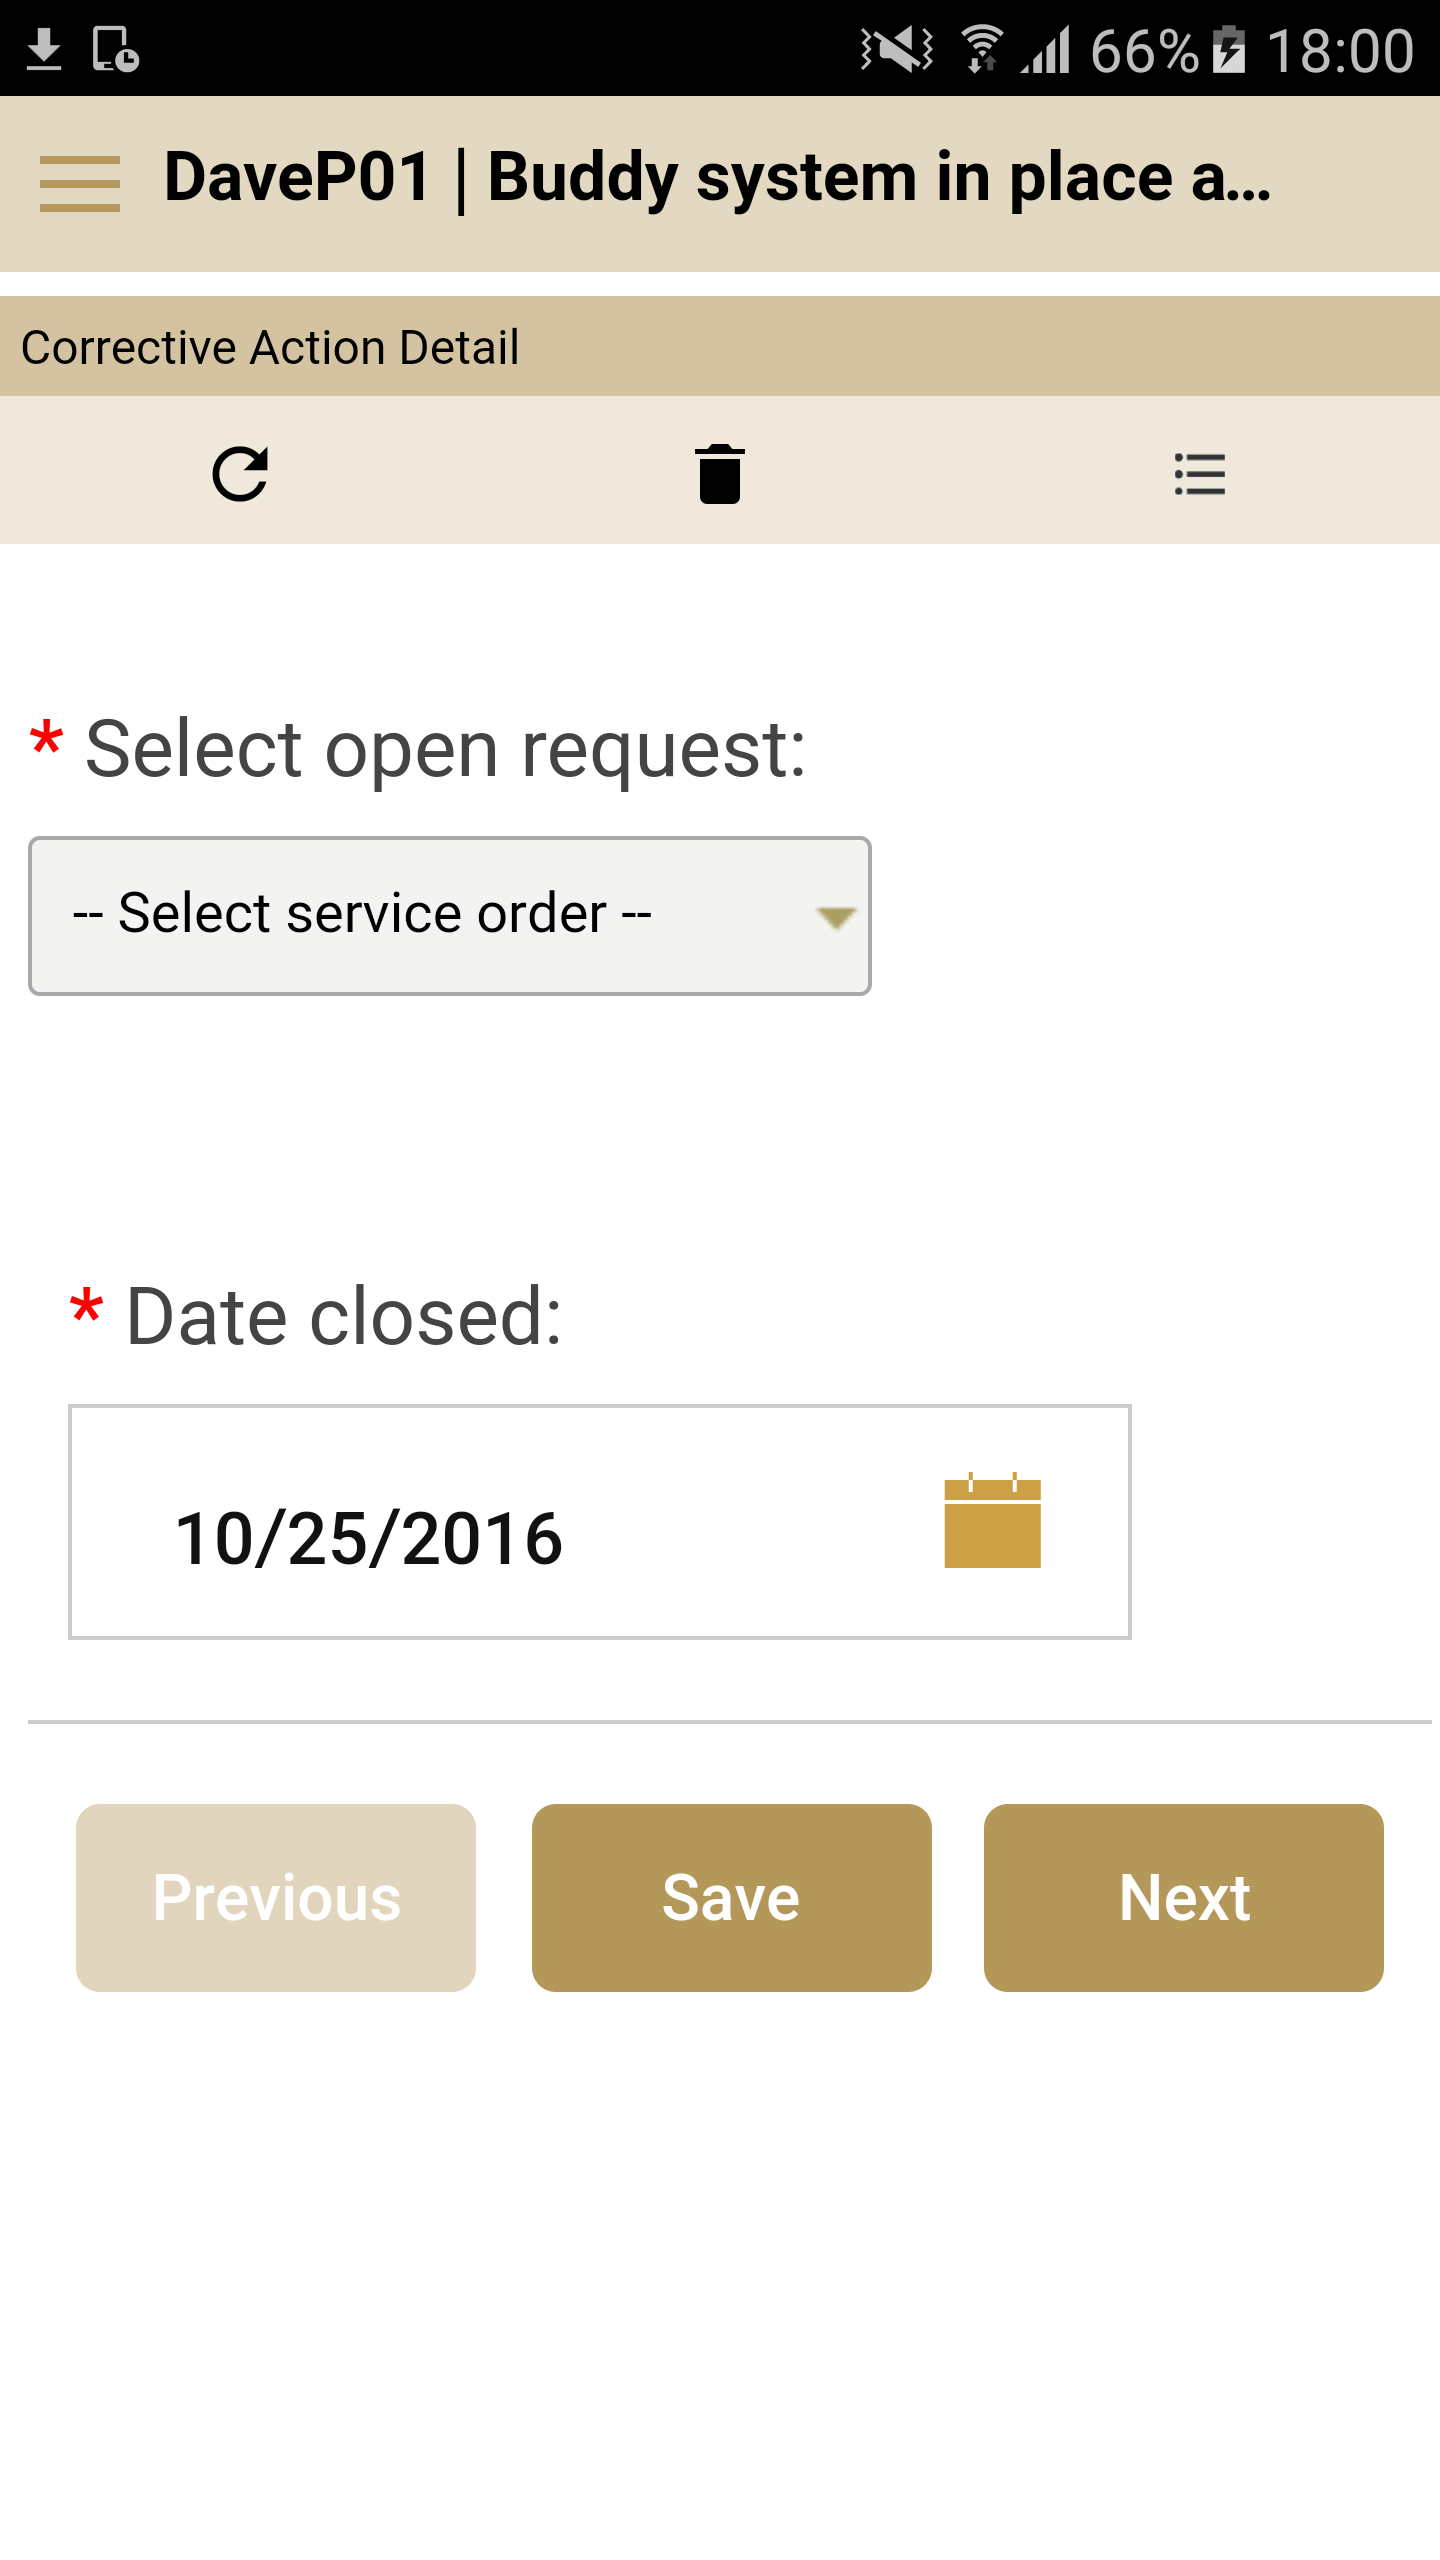 66% 18:00
DaveP01 | Buddy system in place a...
Corrective Action Detail
* Select open request:
-- Select service order --
* Date closed:
10/25/2016
Previous Save Next